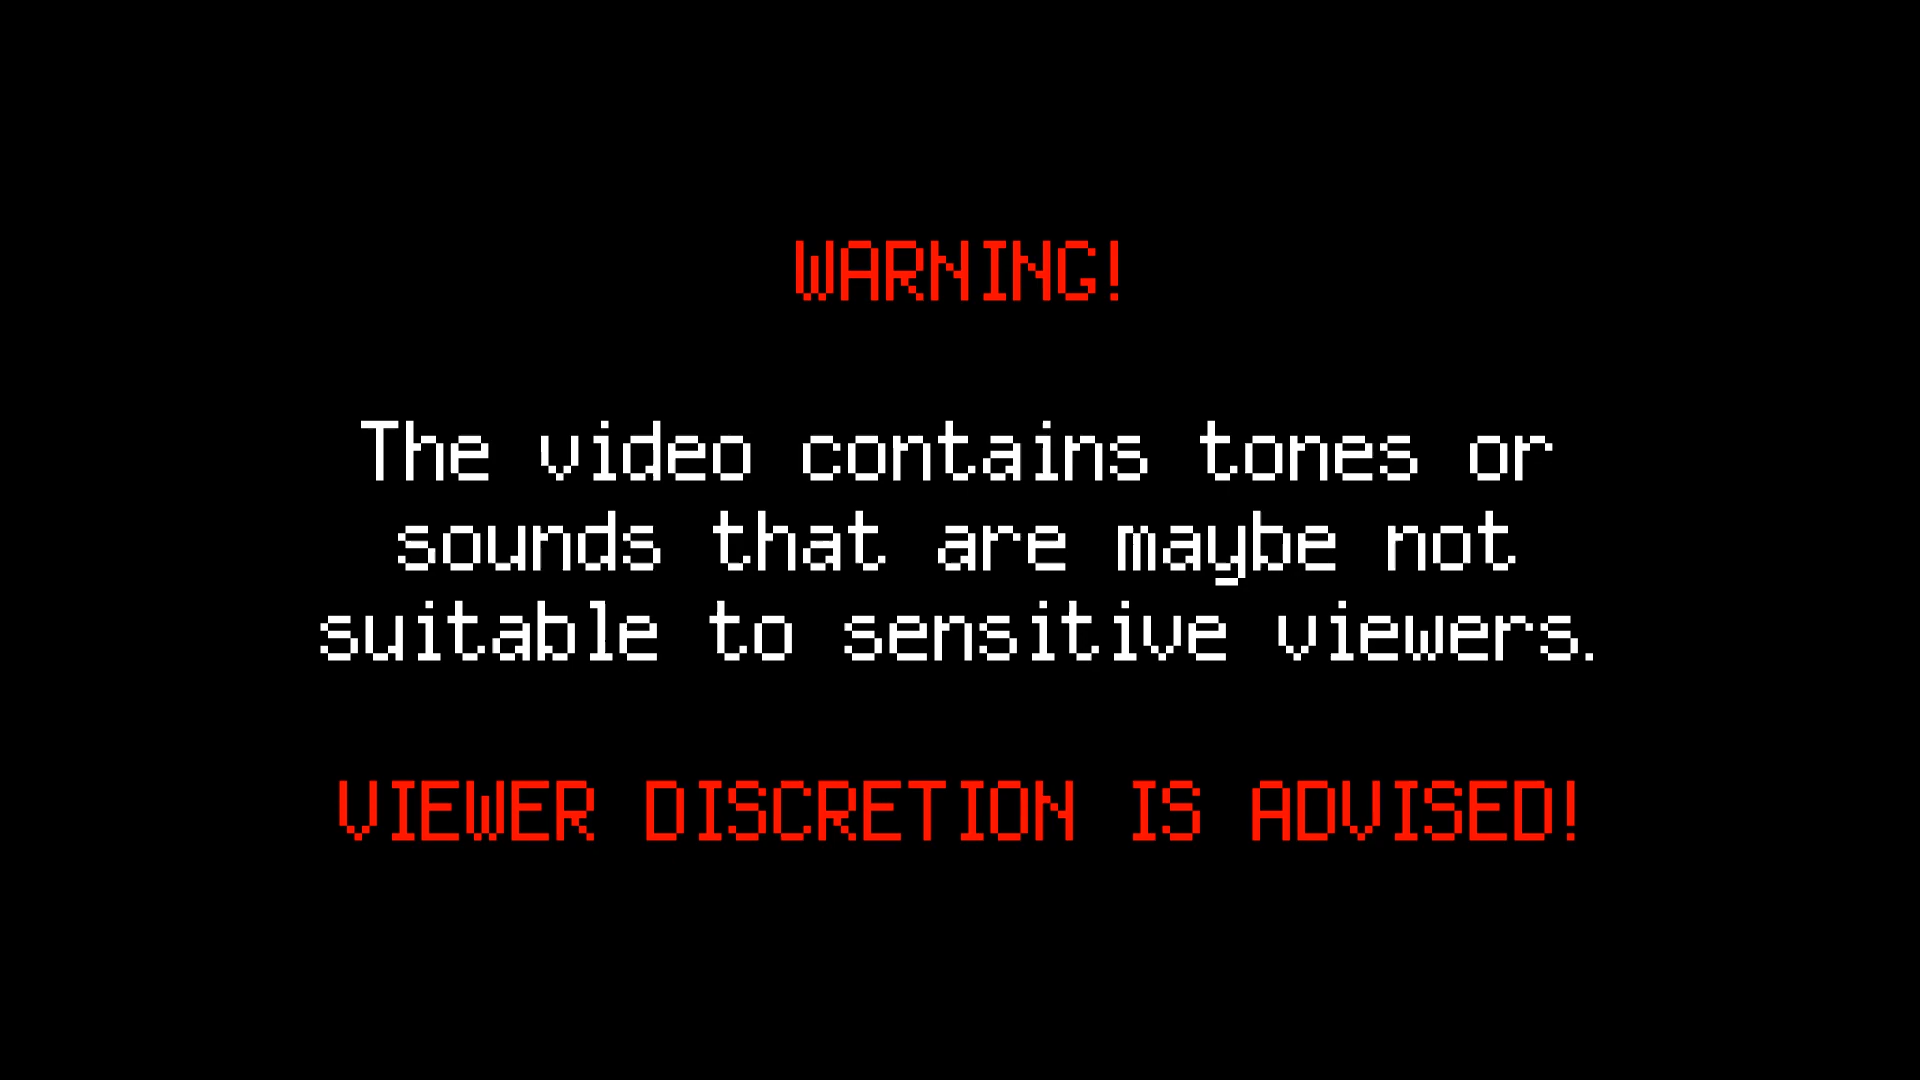 WARNING!
The video contains tones or
sounds that are maybe not
suitable to sensitive viewers.
VIEWER DISCRETION IS ADVISED!